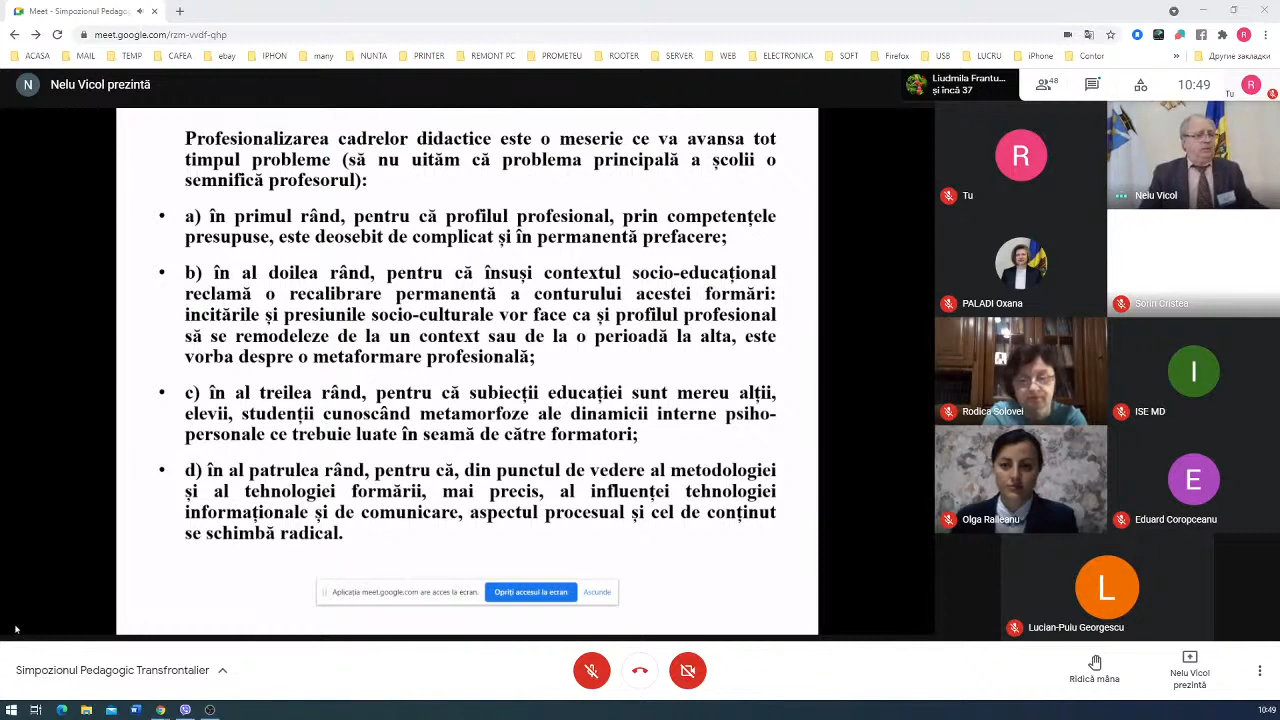 Meet - Simpozionul Pedagog
meet.google.com/rzm-vvdf-qhp
ACASA MAIL TEMP CAFEA ebay IPHON many NUNTA PRINTER REMONT PC PROMETEU ROOTER SERVER WEB ELECTRONICA SOFT Firefox USB LUCRU iPhone Contor » Другие закладки
N Nelu Vicol prezintă
Liudmila Frantu...
și încă 37
48
10:49
Tu
R
Profesionalizarea cadrelor didactice este o meserie ce va avansa tot
timpul probleme (să nu uităm că problema principală a școlii o
semnifică profesorul):
• a) în primul rând, pentru că profilul profesional, prin competențele
presupuse, este deosebit de complicat și în permanentă prefacere;
• b) în al doilea rând, pentru că însuși contextul socio-educațional
reclamă o recalibrare permanentă a conturului acestei formări:
incitările și presiunile socio-culturale vor face ca și profilul profesional
să se remodeleze de la un context sau de la o perioadă la alta, este
vorba despre o metaformare profesională;
• c) în al treilea rând, pentru că subiecții educației sunt mereu alții,
elevii, studenții cunoscând metamorfoze ale dinamicii interne psiho-
personale ce trebuie luate în seamă de către formatori;
• d) în al patrulea rând, pentru că, din punctul de vedere al metodologiei
și al tehnologiei formării, mai precis, al influenței tehnologiei
informaționale și de comunicare, aspectul procesual și cel de conținut
se schimbă radical.
Aplicația meet.google.com are acces la ecran. Opriți accesul la ecran Ascunde
R
Tu
Nelu Vicol
PALADI Oxana
Sorin Cristea
Rodica Solovei
I
ISE MD
Olga Raileanu
E
Eduard Coropceanu
L
Lucian-Puiu Georgescu
Simpozionul Pedagogic Transfrontalier
Ridică mâna
Nelu Vicol
prezintă
10:49